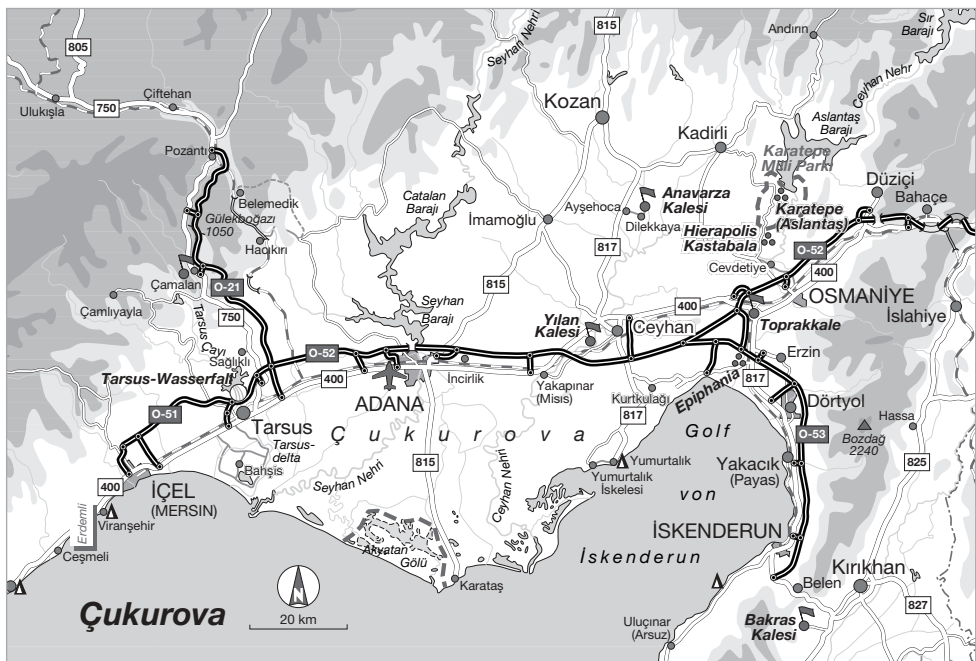 815
Sır
Barajı
Andırın
805
Seyhan Nehri
Ceyhan Nehr
Ulukışla
750
Çiftehan
Kozan
Aslantaş
Barajı
Kadirli
Karatepe
Milli Parkı
Pozantı
Düziçi
Belemedik
Catalan
Barajı
Anavarza
Kalesi
Bahaçe
Gülekboğazı
1050
İmamoğlu
Ayşehoca
Dilekkaya
Karatepe
(Aslantaş)
Hacıkırı
817
Hierapolis
Kastabala
O-52
Cevdetiye
400
Çamalan
O-21
815
Çamlıyayla
Tarsus Çayı
750
Seyhan
Barajı
400
OSMANİYE
İslahiye
Yılan
Kalesi
Ceyhan
Toprakkale
Sağlıklı
O-52
Tarsus-Wasserfall
400
İncirlik
Yakapınar
(Misis)
Erzin
817
Epiphania
Kurtkulağı
O-51
ADANA
Dörtyol
Tarsus
817
Hassa
Çukurova
Golf
O-53
Bozdağ
2240
Tarsus-
delta
Bahşis
815
Yumurtalık
Yakacık
(Payas)
825
400
Seyhan Nehri
Ceyhan Nehri
Yumurtalık
İskelesi
von
İÇEL
(MERSIN)
Viranşehir
Erdemli
İSKENDERUN
Çeşmeli
Akyatan
Gölü
İskenderun
Karataş
Belen
Kırıkhan
Çukurova
N
20 km
Uluçınar
(Arsuz)
Bakras
Kalesi
827